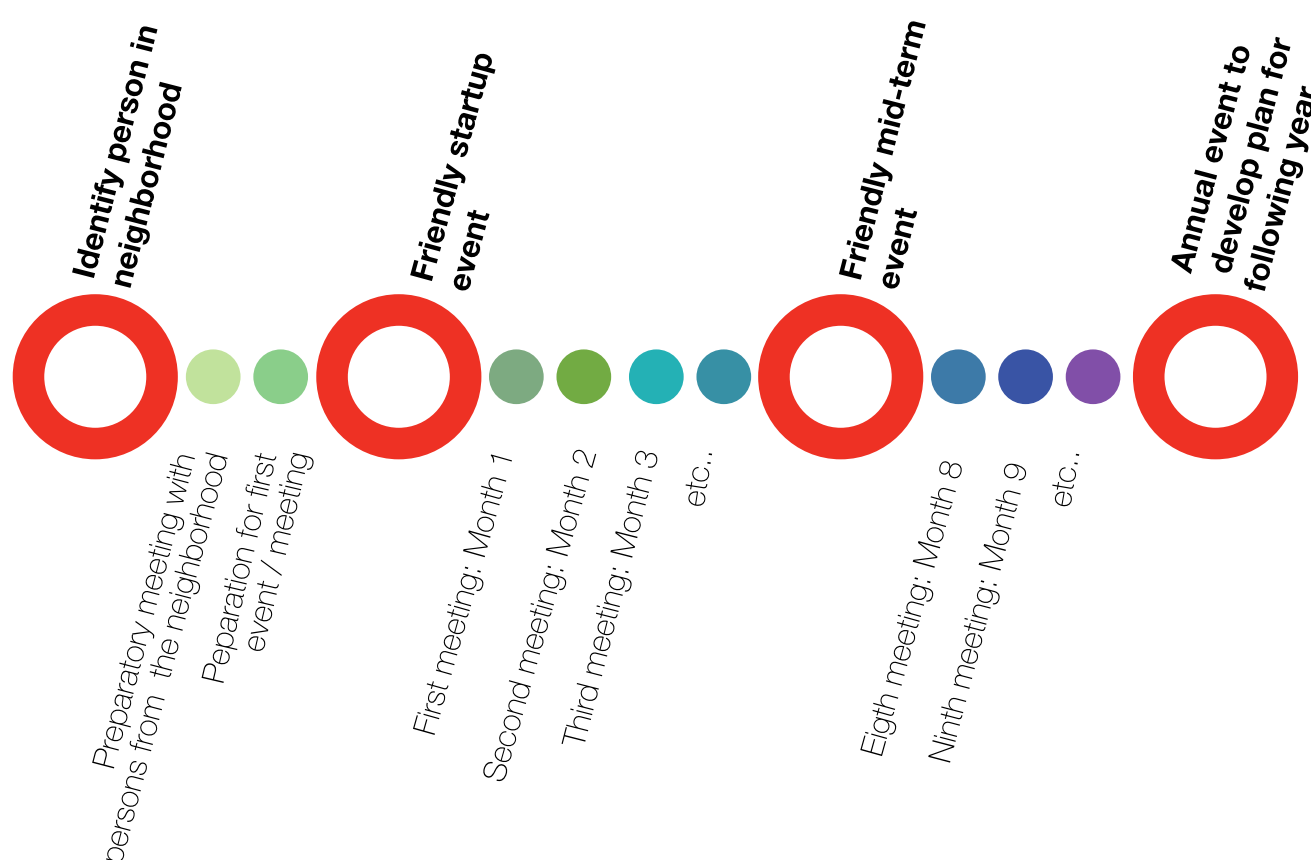 Identify person in
neighborhood
Friendly startup
event
Friendly mid-term
event
Annual event to
develop plan for
following year
Preparatory meeting with
persons from the neighborhood
Peparation for first
event / meeting
First meeting: Month 1
Second meeting: Month 2
Third meeting: Month 3
etc..
Eigth meeting: Month 8
Ninth meeting: Month 9
etc..